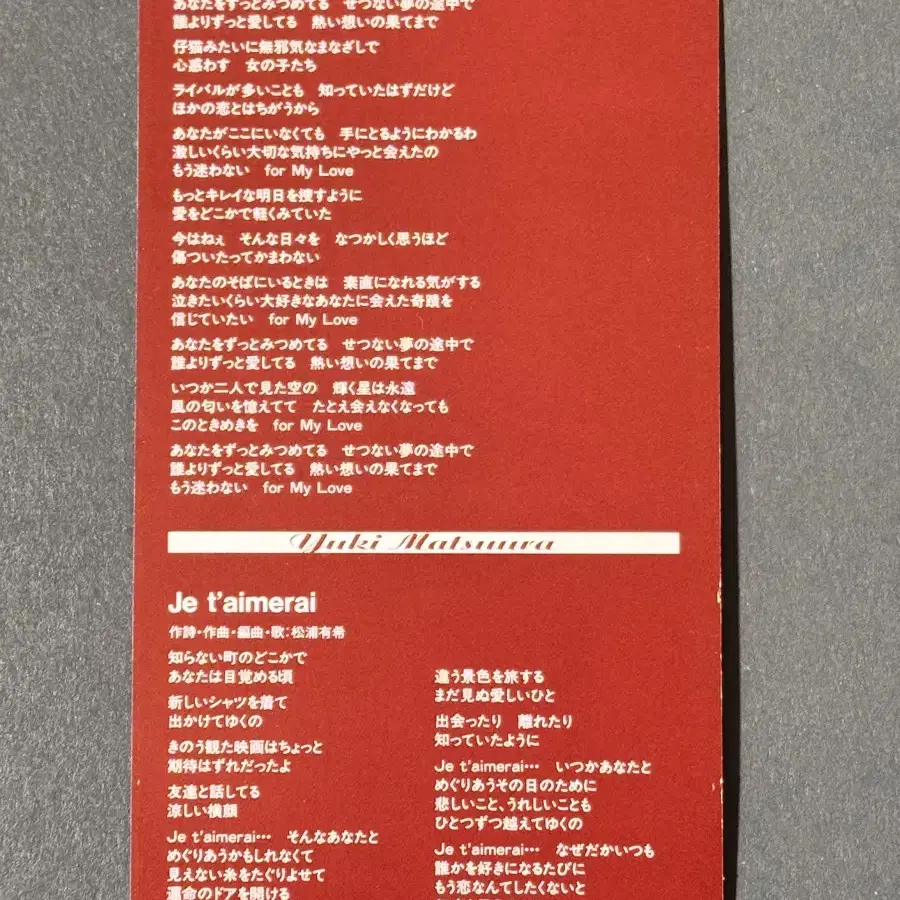 あなたをずっとみつめてる　せつない夢の途中で
誰よりずっと愛してる　熱い想いの果てまで
仔猫みたいに無邪気なまなざしで
心惑わす　女の子たち
ライバルが多いことも　知っていたはずだけど
ほかの恋とはちがうから
あなたがここにいなくても　手にとるようにわかるわ
激しいくらい大切な気持ちにやっと会えたの
もう迷わない　for My Love
もっとキレイな明日を捜すように
愛をどこかで軽くみていた
今はねぇ　そんな日々を　なつかしく思うほど
傷ついたってかまわない
あなたのそばにいるときは　素直になれる気がする
泣きたいくらい大好きなあなたに会えた奇蹟を
信じていたい　for My Love
あなたをずっとみつめてる　せつない夢の途中で
誰よりずっと愛してる　熱い想いの果てまで
いつか二人で見た空の　輝く星は永遠
風の匂いを憶えてて　たとえ会えなくなっても
このときめきを　for My Love
あなたをずっとみつめてる　せつない夢の途中で
誰よりずっと愛してる　熱い想いの果てまで
もう迷わない　for My Love
Yuki Matsuura
Je t'aimerai
作詩・作曲・編曲・歌：松浦有希
知らない町のどこかで
あなたは目覚める頃
新しいシャツを着て
出かけてゆくの
きのう観た映画はちょっと
期待はずれだったよ
友達と話してる
涼しい横顔
Je t'aimerai…　そんなあなたと
めぐりあうかもしれなくて
見えない糸をたぐりよせて
運命のドアを開ける
違う景色を旅する
まだ見ぬ愛しいひと
出会ったり　離れたり
知っていたように
Je t'aimerai…　いつかあなたと
めぐりあうその日のために
悲しいこと、うれしいことも
ひとつずつ越えてゆくの
Je t'aimerai…　なぜだかいつも
誰かを好きになるたびに
もう恋なんてしたくないと